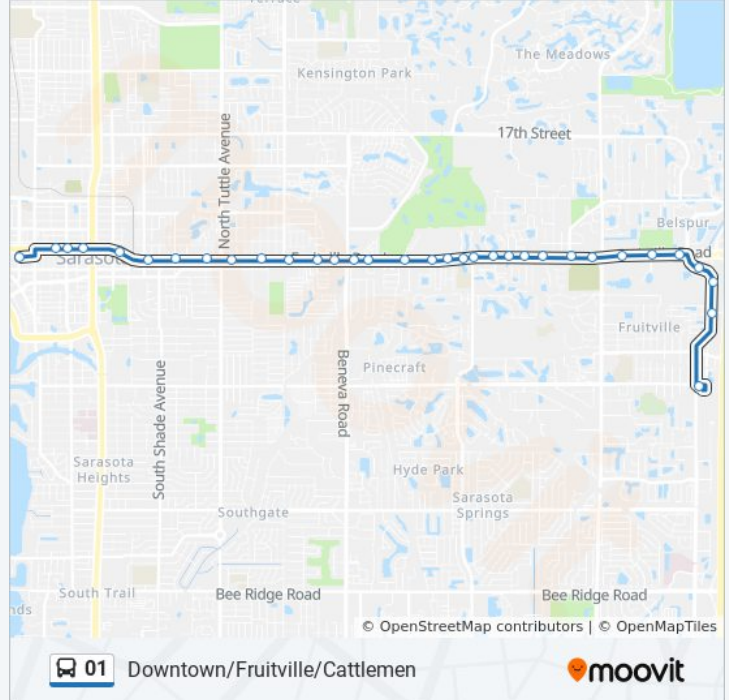 Kensington Park
The Meadows
17th Street
North Tuttle Avenue
Belspur
Fruitville
Pinecraft
Beneva Road
South Shade Avenue
Sarasota
Heights
Hyde Park
Sarasota
Springs
Southgate
South Trail
Bee Ridge Road
Bee Ridge Road
© OpenStreetMap contributors | © OpenMapTiles
01 Downtown/Fruitville/Cattlemen
moovit